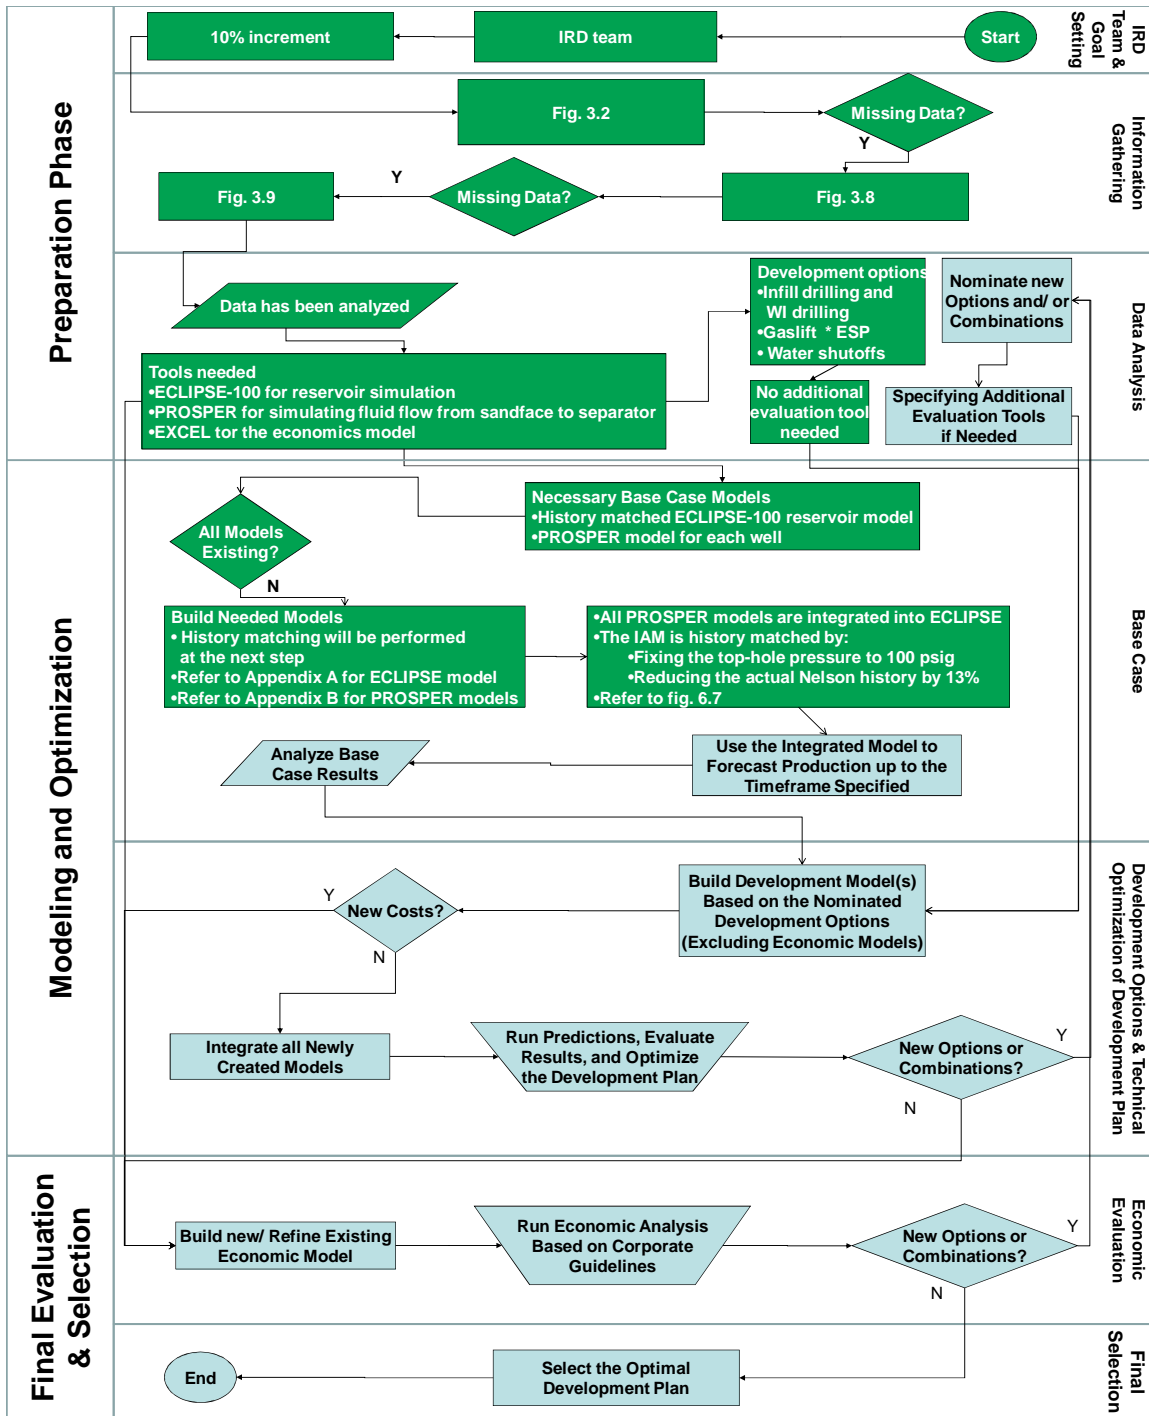 10% increment
IRD team
Start
IRD
Team &
Goal
Setting
Preparation Phase
Fig. 3.2
Missing Data?
Y
Information
Gathering
Fig. 3.9
Y
Missing Data?
Fig. 3.8
Data has been analyzed
Development options
•Infill drilling and
WI drilling
•Gaslift * ESP
• Water shutoffs
Nominate new
Options and/ or
Combinations
Data Analysis
Tools needed
•ECLIPSE-100 for reservoir simulation
•PROSPER for simulating fluid flow from sandface to separator
•EXCEL tor the economics model
No additional
evaluation tool
needed
Specifying Additional
Evaluation Tools
if Needed
Modeling and Optimization
Necessary Base Case Models
•History matched ECLIPSE-100 reservoir model
•PROSPER model for each well
All Models
Existing?
N
Base Case
Build Needed Models
• History matching will be performed
at the next step
•Refer to Appendix A for ECLIPSE model
•Refer to Appendix B for PROSPER models
•All PROSPER models are integrated into ECLIPSE
•The IAM is history matched by:
•Fixing the top-hole pressure to 100 psig
•Reducing the actual Nelson history by 13%
•Refer to fig. 6.7
Analyze Base
Case Results
Use the Integrated Model to
Forecast Production up to the
Timeframe Specified
Y
New Costs?
N
Build Development Model(s)
Based on the Nominated
Development Options
(Excluding Economic Models)
Development Options & Technical
Optimization of Development Plan
Integrate all Newly
Created Models
Run Predictions, Evaluate
Results, and Optimize
the Development Plan
New Options or
Combinations?
Y
N
Final Evaluation
& Selection
Build new/ Refine Existing
Economic Model
Run Economic Analysis
Based on Corporate
Guidelines
New Options or
Combinations?
Y
N
Economic
Evaluation
End
Select the Optimal
Development Plan
Final
Selection